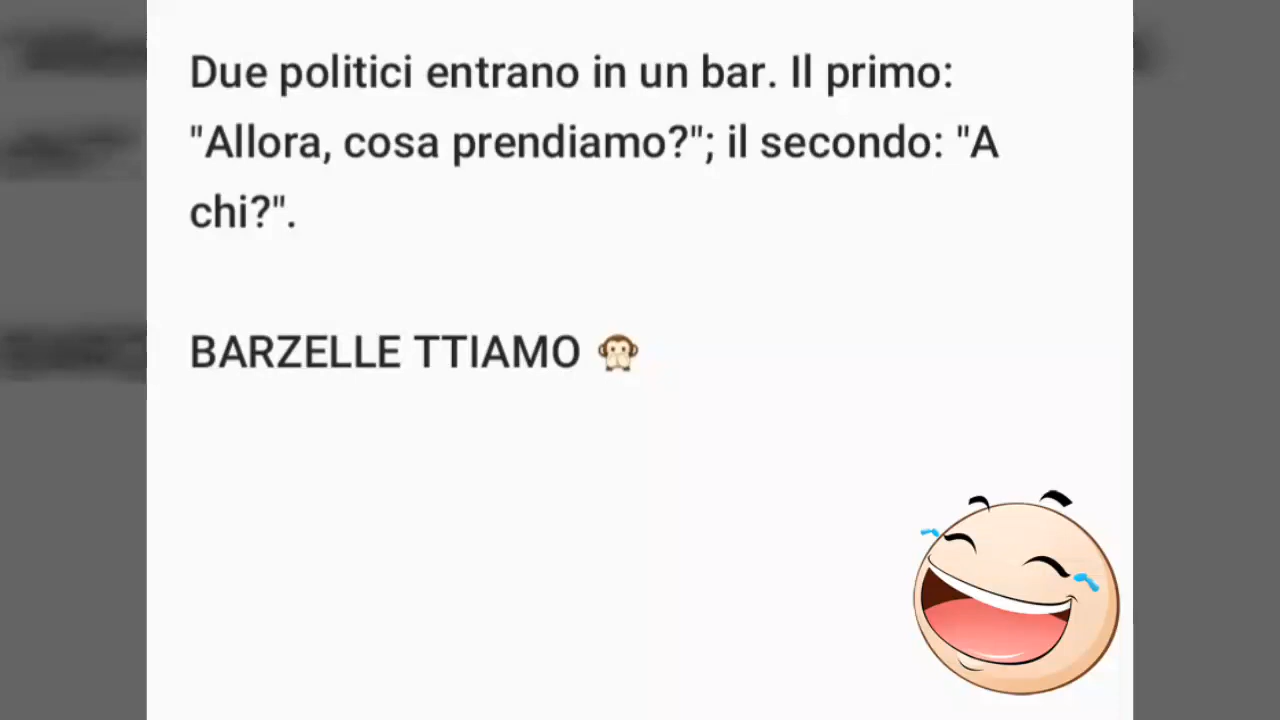 Due politici entrano in un bar. Il primo:
"Allora, cosa prendiamo?"; il secondo: "A
chi?".
BARZELLE TTIAMO 🙊